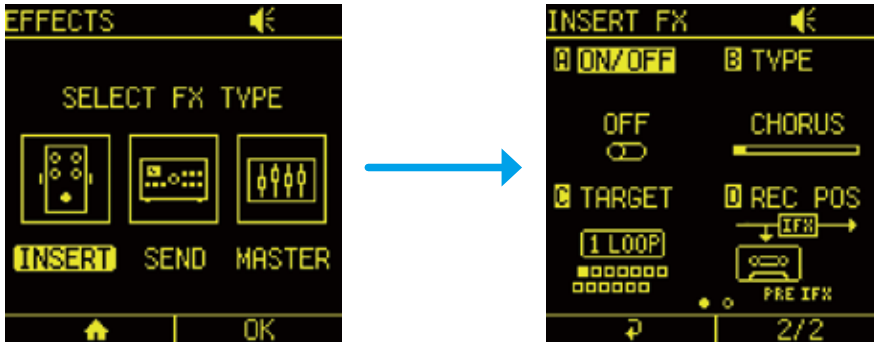 EFFECTS
SELECT FX TYPE
INSERT SEND MASTER
OK
INSERT FX
A ON/OFF B TYPE
OFF CHORUS
C TARGET D REC POS
IFX
1 LOOP
PRE IFX
2/2